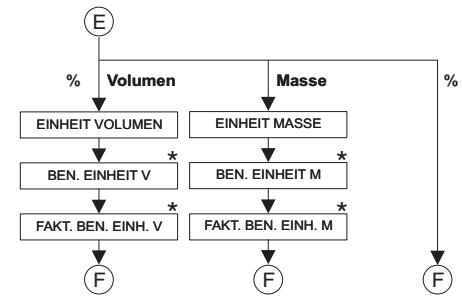 E
% Volumen Masse %
EINHEIT VOLUMEN EINHEIT MASSE
* *
BEN. EINHEIT V BEN. EINHEIT M
* *
FAKT. BEN. EINH. V FAKT. BEN. EINH. M
F F F